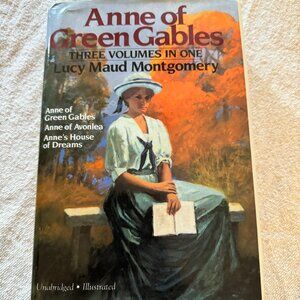 Anne of
Green Gables
THREE VOLUMES IN ONE
Lucy Maud Montgomery
Anne of
Green Gables
Anne of Avonlea
Anne's House
of Dreams
Unabridged • Illustrated